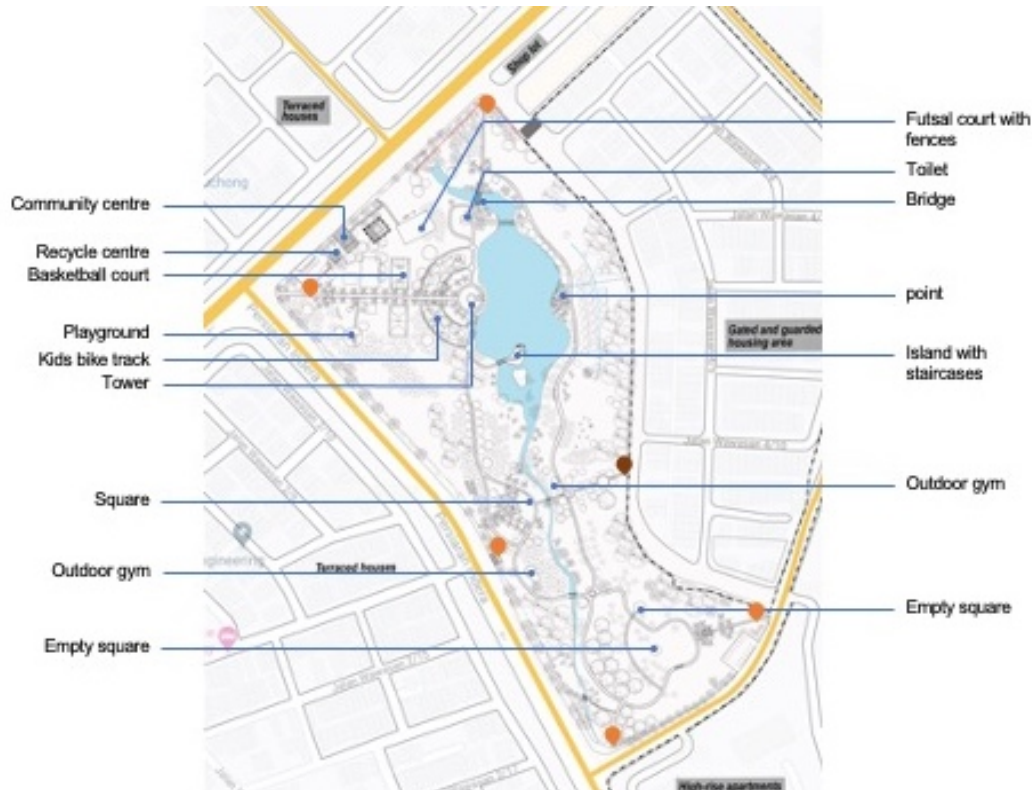 Shop lot
Terraced
houses
Futsal court with
fences
Toilet
Bridge
Community centre
Recycle centre
Basketball court
point
Playground
Kids bike track
Tower
Gated and guarded
housing area
Island with
staircases
Square
Outdoor gym
Outdoor gym
Terraced houses
Empty square
Empty square
High-rise apartments